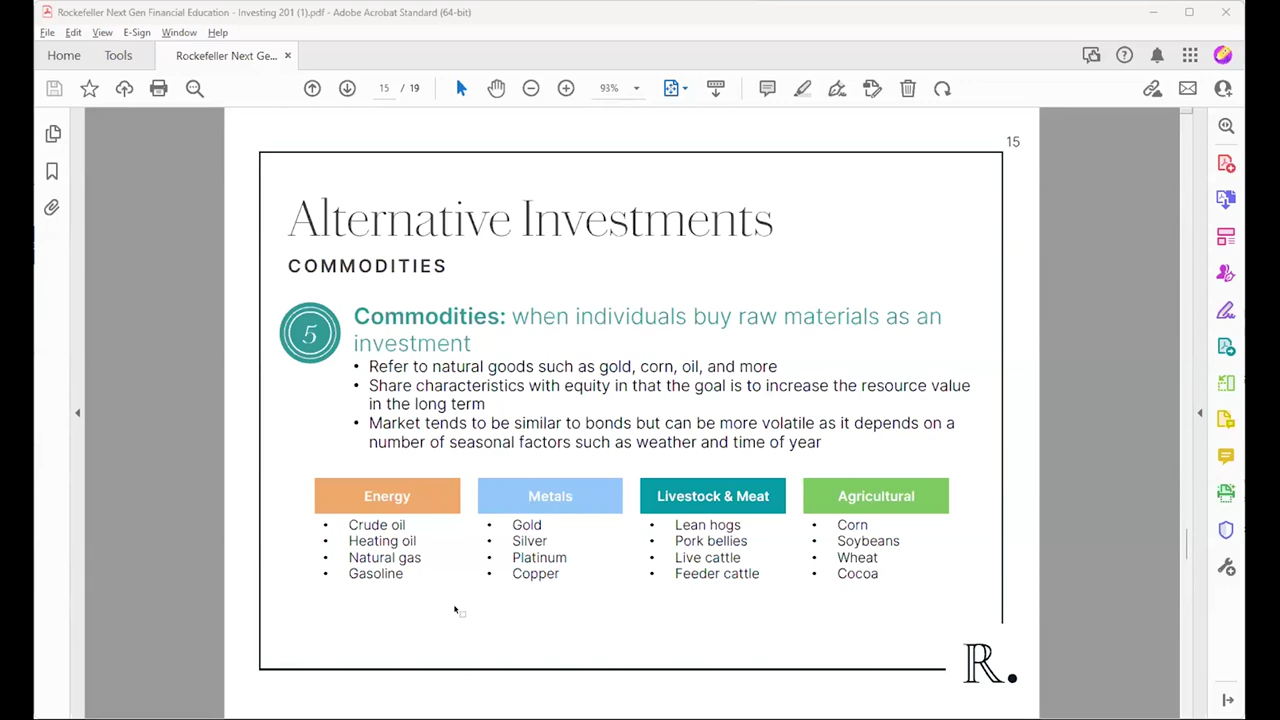 Rockefeller Next Gen Financial Education - Investing 201 (1).pdf - Adobe Acrobat Standard (64-bit)
File Edit View E-Sign Window Help
Home Tools Rockefeller Next Ge... ×
15 / 19 93%
15
Alternative Investments
COMMODITIES
5
Commodities: when individuals buy raw materials as an
investment
• Refer to natural goods such as gold, corn, oil, and more
• Share characteristics with equity in that the goal is to increase the resource value
in the long term
• Market tends to be similar to bonds but can be more volatile as it depends on a
number of seasonal factors such as weather and time of year
Energy
• Crude oil
• Heating oil
• Natural gas
• Gasoline
Metals
• Gold
• Silver
• Platinum
• Copper
Livestock & Meat
• Lean hogs
• Pork bellies
• Live cattle
• Feeder cattle
Agricultural
• Corn
• Soybeans
• Wheat
• Cocoa
R.